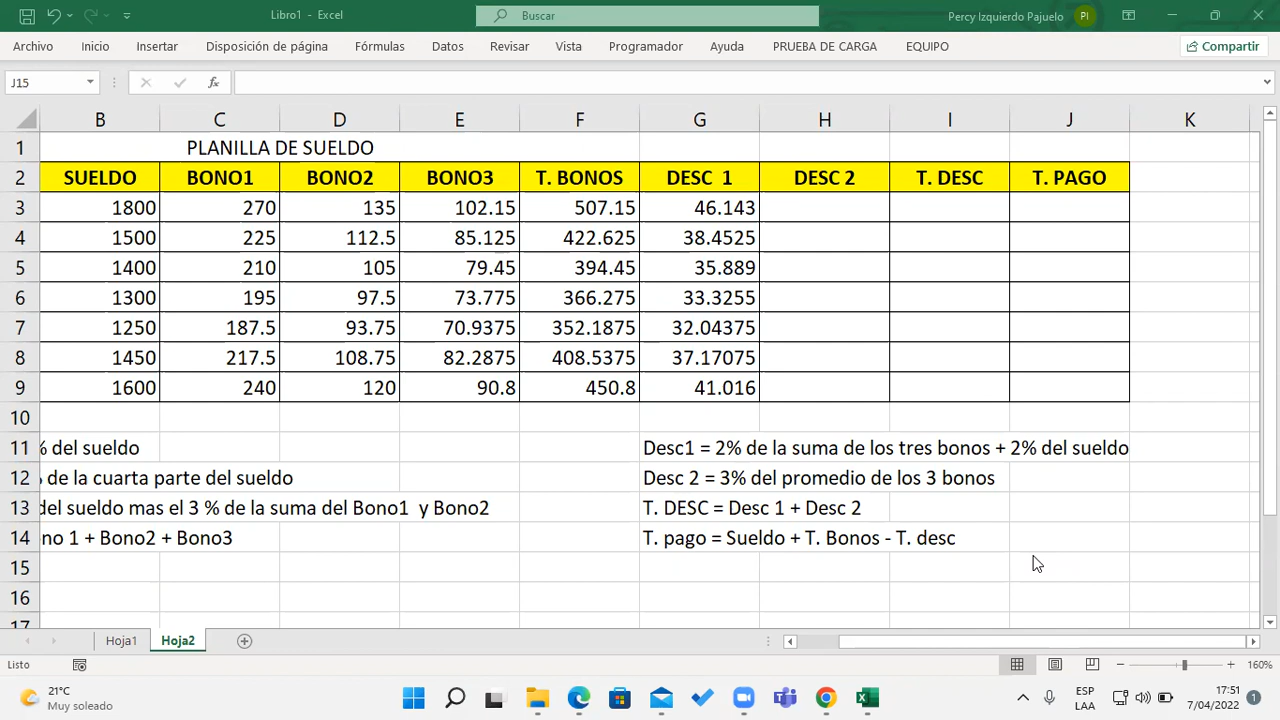 Libro1 - Excel
Buscar
Percy Izquierdo Pajuelo
PI
Archivo Inicio Insertar Disposición de página Fórmulas Datos Revisar Vista Programador Ayuda PRUEBA DE CARGA EQUIPO Compartir
J15 fx
B C D E F G H I J K
1 PLANILLA DE SUELDO
2 SUELDO BONO1 BONO2 BONO3 T. BONOS DESC 1 DESC 2 T. DESC T. PAGO
3 1800 270 135 102.15 507.15 46.143
4 1500 225 112.5 85.125 422.625 38.4525
5 1400 210 105 79.45 394.45 35.889
6 1300 195 97.5 73.775 366.275 33.3255
7 1250 187.5 93.75 70.9375 352.1875 32.04375
8 1450 217.5 108.75 82.2875 408.5375 37.17075
9 1600 240 120 90.8 450.8 41.016
10
11 % del sueldo Desc1 = 2% de la suma de los tres bonos + 2% del sueldo
12 de la cuarta parte del sueldo Desc 2 = 3% del promedio de los 3 bonos
13 del sueldo mas el 3 % de la suma del Bono1 y Bono2 T. DESC = Desc 1 + Desc 2
14 no 1 + Bono2 + Bono3 T. pago = Sueldo + T. Bonos - T. desc
15
16
17
Hoja1 Hoja2
Listo 160%
21°C
Muy soleado
ESP
LAA
17:51
7/04/2022
1